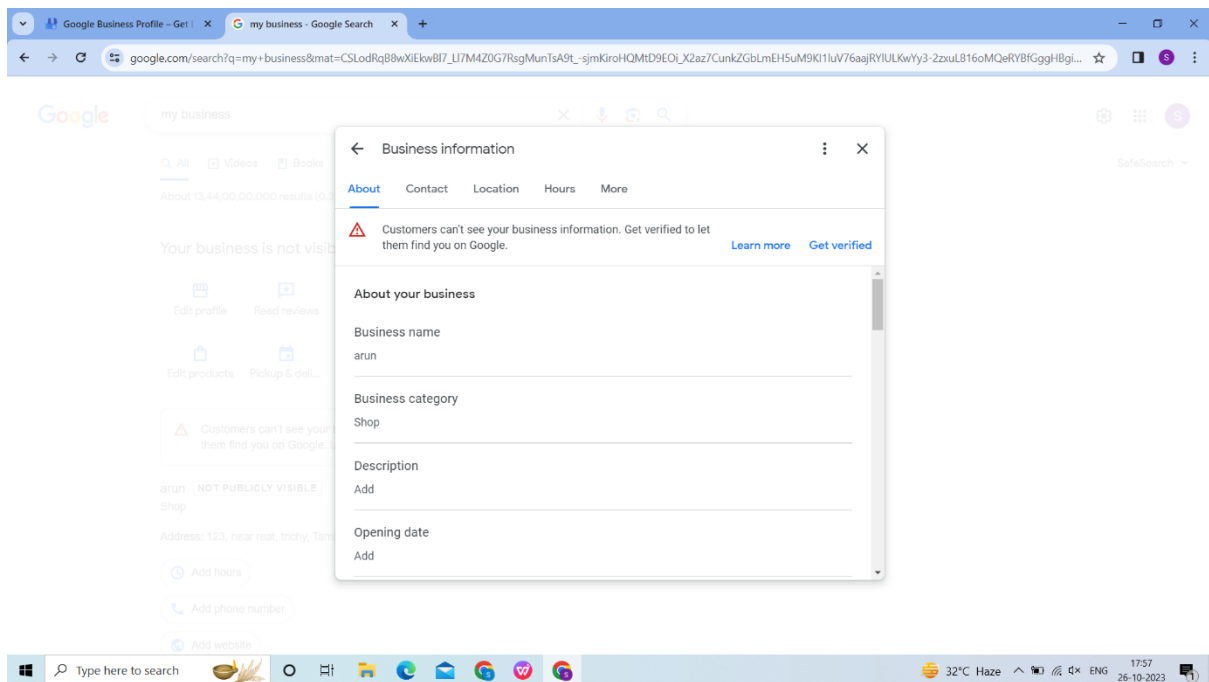 Google Business Profile – Get l
my business - Google Search
google.com/search?q=my+business&mat=
Google
my business
All Videos Books
SafeSearch
About 13,44,00,00,000 results (0.3
Your business is not visib
Edit profile Read reviews
Edit products Pickup & deli...
Customers can't see your
them find you on Google.
arun NOT PUBLICLY VISIBLE
Shop
Address: 123, near
trichy, Tam
Add hours
Add phone number
Add website
Business information
About Contact Location Hours More
Customers can't see your business information. Get verified to let
them find you on Google.
Learn more Get verified
About your business
Business name
arun
Business category
Shop
Description
Add
Opening date
Add
Type here to search
32°C Haze ENG
17:57
26-10-2023